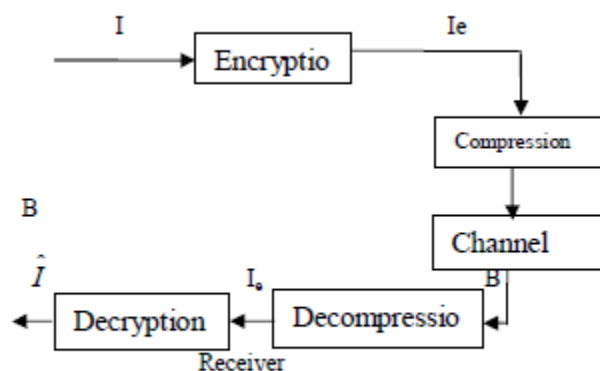 I
Ie
Encryptio
Compression
B
Channel
Î
Iₑ
B
Decryption
Decompressio
Receiver